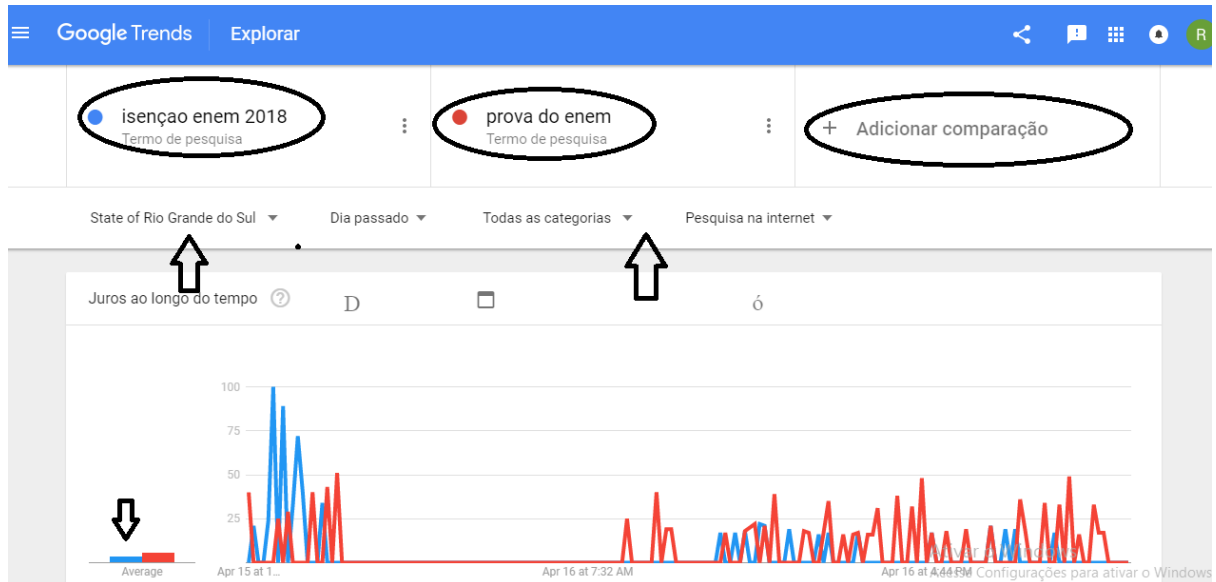 Google Trends Explorar R
isençao enem 2018
Termo de pesquisa
prova do enem
Termo de pesquisa
+ Adicionar comparação
State of Rio Grande do Sul Dia passado Todas as categorias Pesquisa na internet
Juros ao longo do tempo ? D ó
100
75
50
25
Average
Apr 15 at 1... Apr 16 at 7:32 AM Apr 16 at 4:44 PM
Ativar o Windows
Acesse Configurações para ativar o Windows